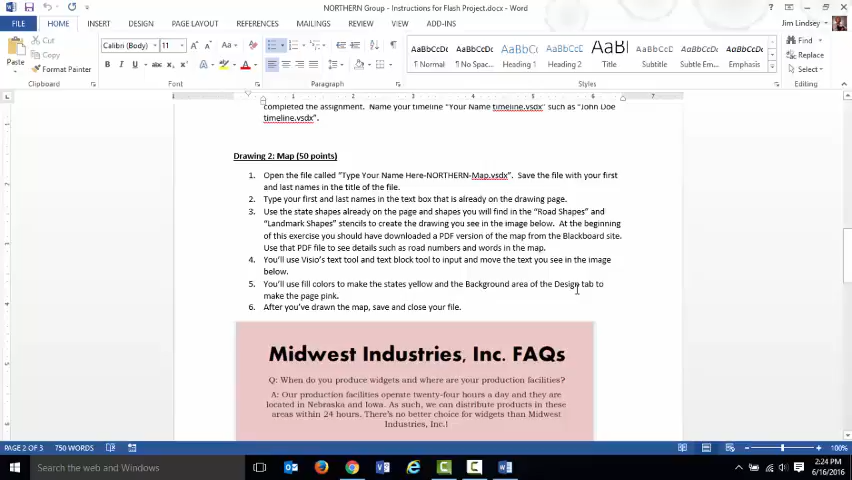 NORTHERN Group - Instructions for Flash Project.docx - Word
FILE HOME INSERT DESIGN PAGE LAYOUT REFERENCES MAILINGS REVIEW VIEW ADD-INS Jim Lindsey
Paste
Cut
Copy
Format Painter
Calibri (Body) 11
AaBbCcDc AaBbCcDc AaBbCc AaBbCcDc AaBl AaBbCcDc AaBbCcDc AaBbCcDc
¶ Normal ¶ No Spac... Heading 1 Heading 2 Title Subtitle Subtle Em... Emphasis
Find
Replace
Select
Clipboard Font Paragraph Styles Editing
completed the assignment. Name your timeline "Your Name timeline.vsdx" such as "John Doe
timeline.vsdx".
Drawing 2: Map (50 points)
1. Open the file called "Type Your Name Here-NORTHERN-Map.vsdx". Save the file with your first
and last names in the title of the file.
2. Type your first and last names in the text box that is already on the drawing page.
3. Use the state shapes already on the page and shapes you will find in the "Road Shapes" and
"Landmark Shapes" stencils to create the drawing you see in the image below. At the beginning
of this exercise you should have downloaded a PDF version of the map from the Blackboard site.
Use that PDF file to see details such as road numbers and words in the map.
4. You'll use Visio's text tool and text block tool to input and move the text you see in the image
below.
5. You'll use fill colors to make the states yellow and the Background area of the Design tab to
make the page pink.
6. After you've drawn the map, save and close your file.
Midwest Industries, Inc. FAQs
Q: When do you produce widgets and where are your production facilities?
A: Our production facilities operate twenty-four hours a day and they are
located in Nebraska and Iowa. As such, we can distribute products in these
areas within 24 hours. There's no better choice for widgets than Midwest
Industries, Inc.!
PAGE 2 OF 3 750 WORDS 100%
Search the web and Windows
2:24 PM
6/16/2016